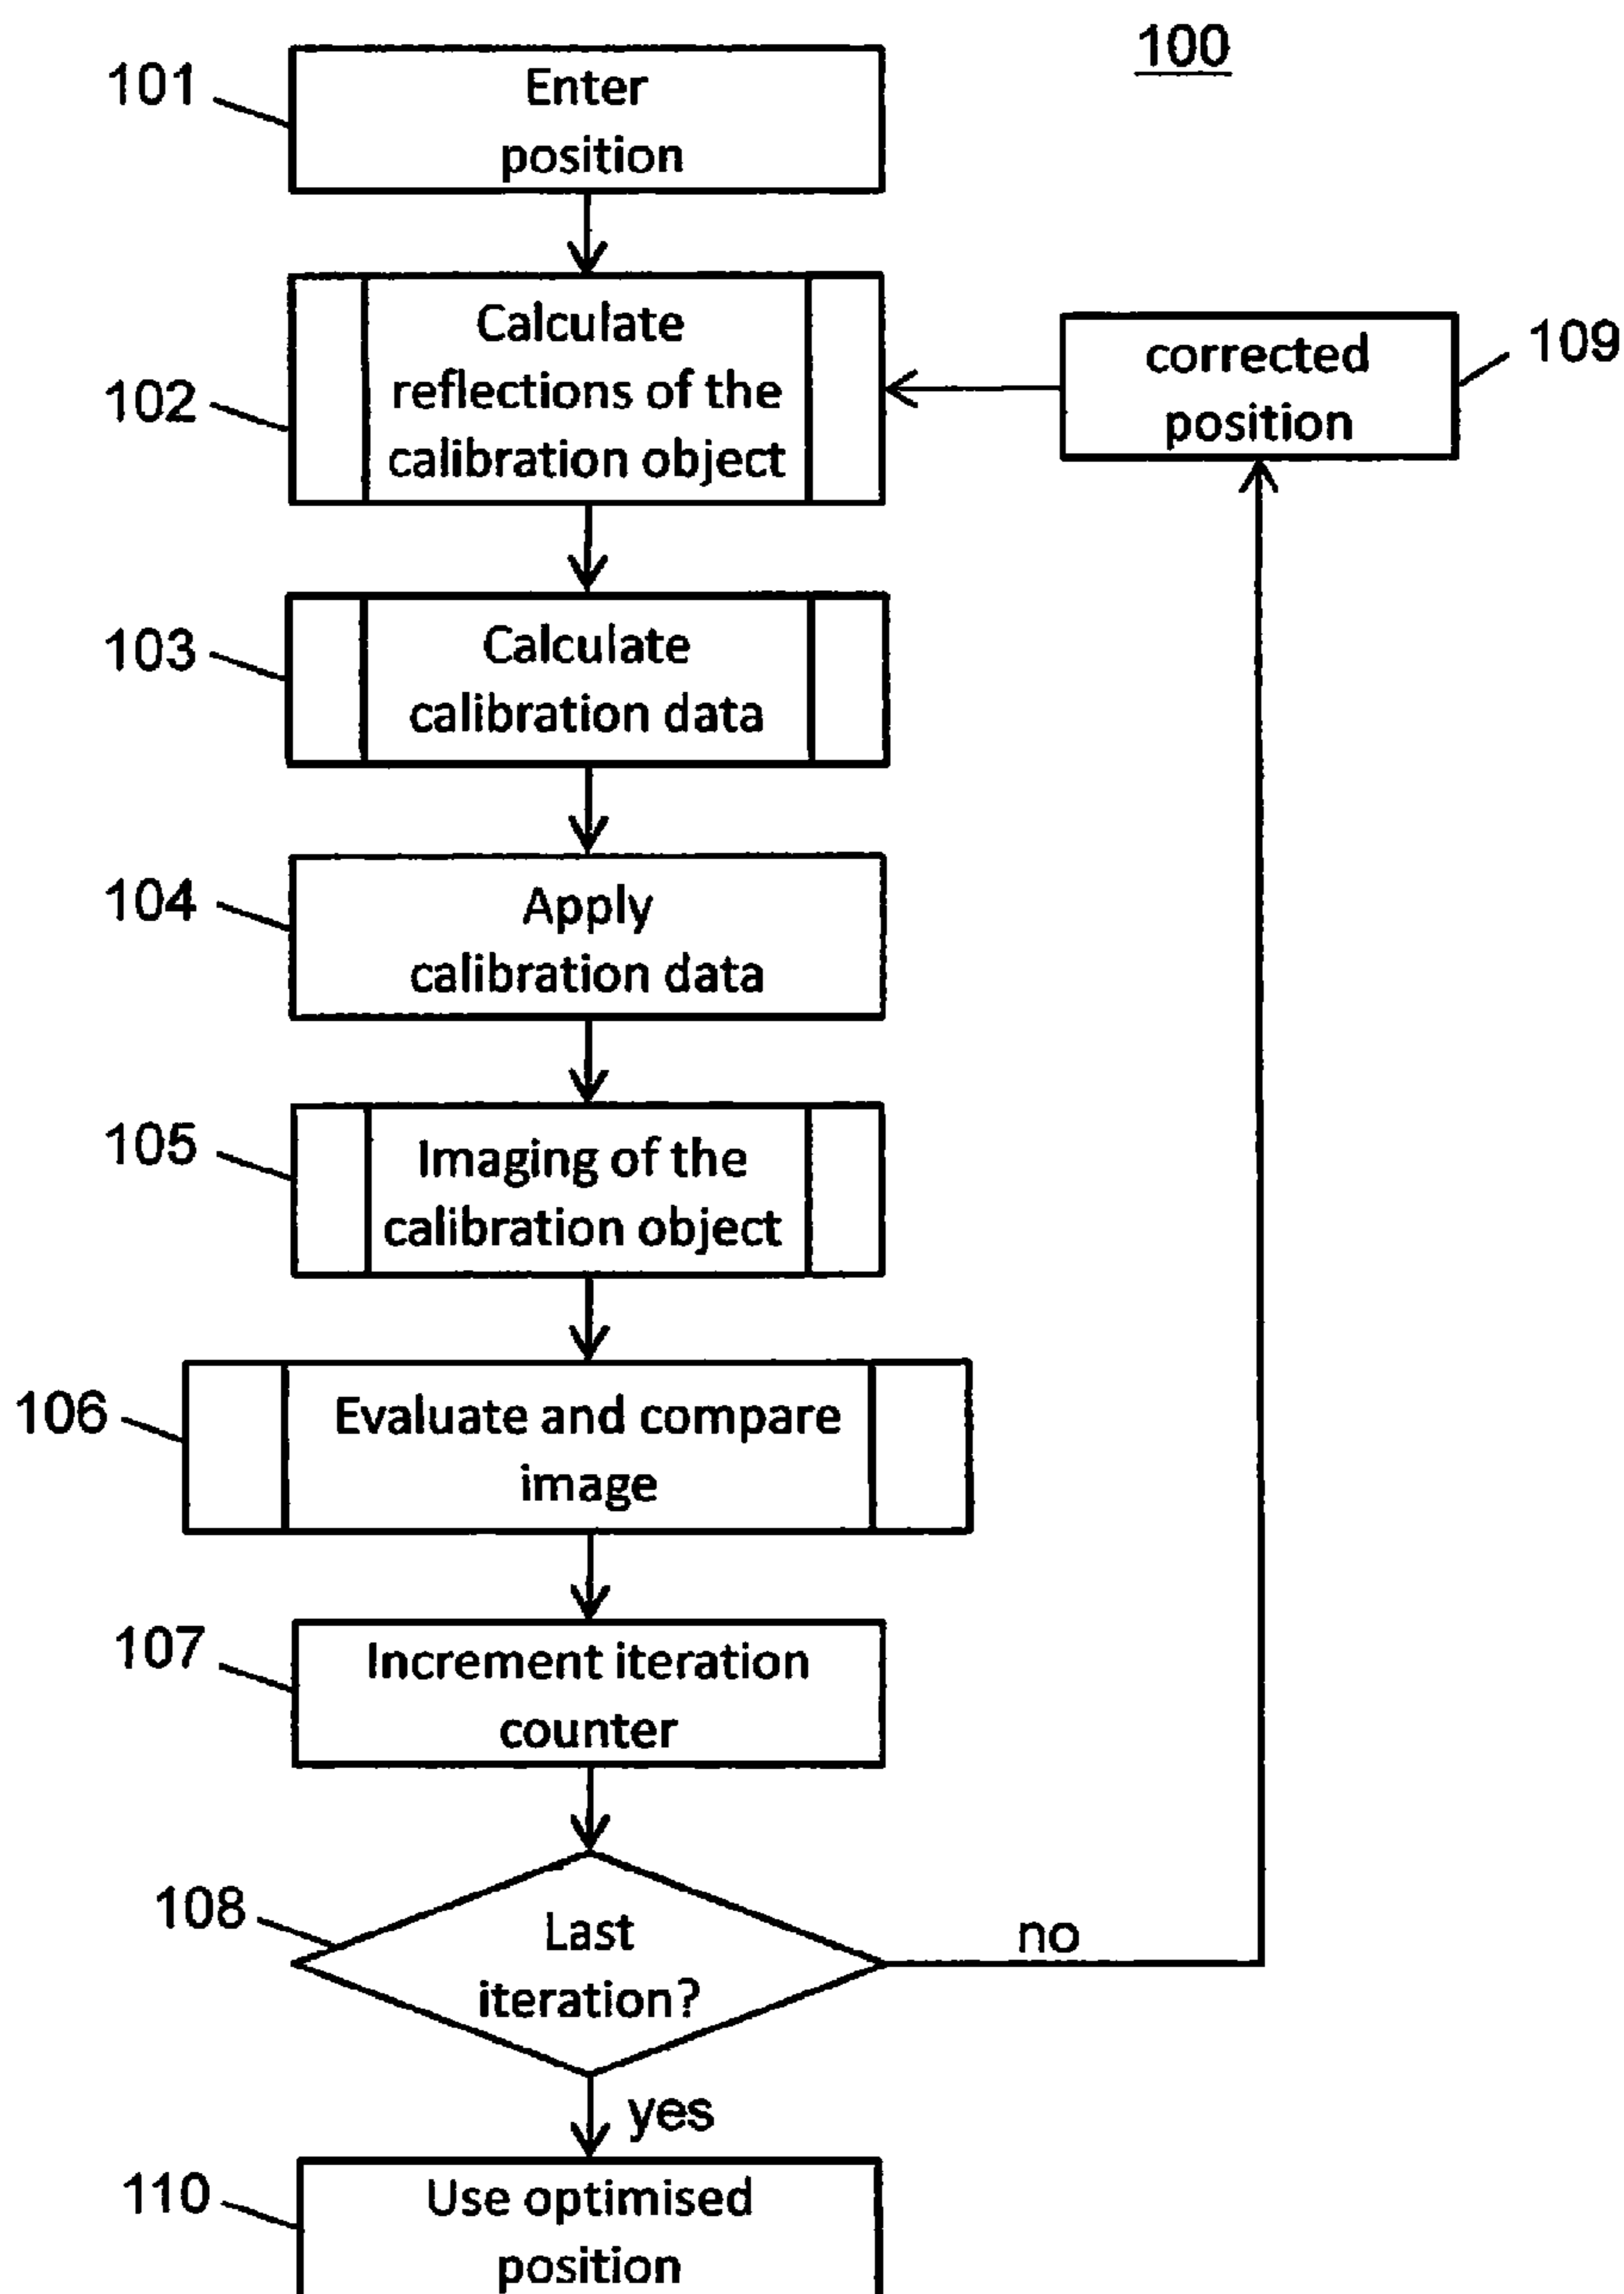 100
101
Enter
position
102
Calculate
reflections of the
calibration object
corrected
position
109
103
Calculate
calibration data
104
Apply
calibration data
105
Imaging of the
calibration object
106
Evaluate and compare
image
107
Increment iteration
counter
108
Last
iteration?
no
yes
110
Use optimised
position